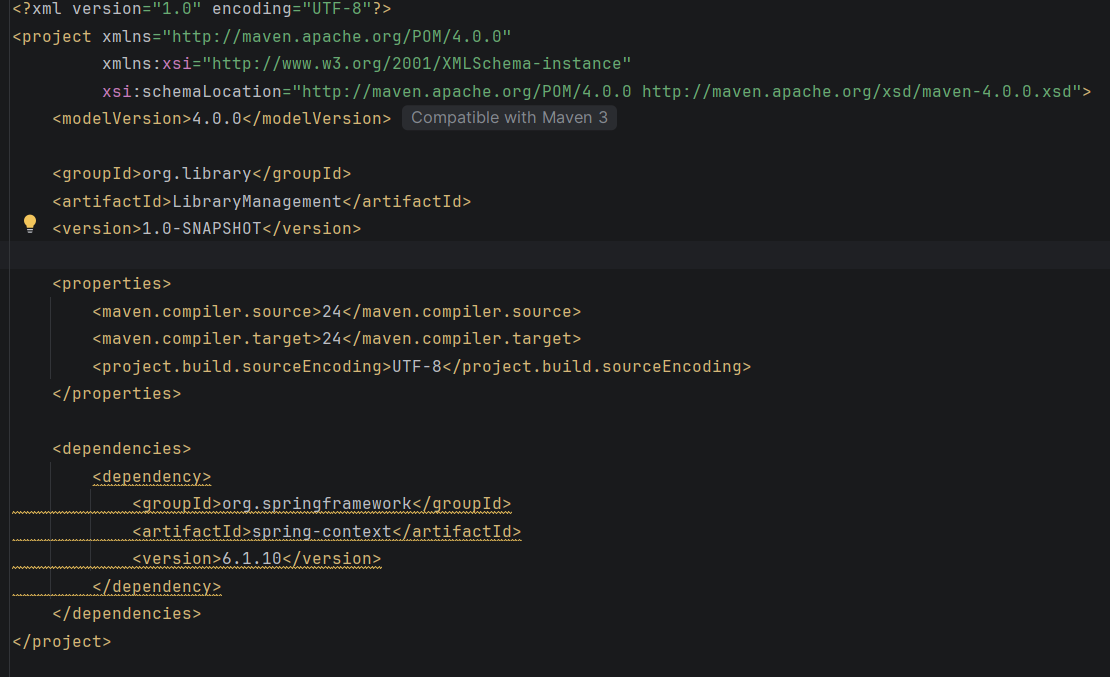 <?xml version="1.0" encoding="UTF-8"?>
<project xmlns="http://maven.apache.org/POM/4.0.0"
         xmlns:xsi="http://www.w3.org/2001/XMLSchema-instance"
         xsi:schemaLocation="http://maven.apache.org/POM/4.0.0 http://maven.apache.org/xsd/maven-4.0.0.xsd">
    <modelVersion>4.0.0</modelVersion> Compatible with Maven 3

    <groupId>org.library</groupId>
    <artifactId>LibraryManagement</artifactId>
    <version>1.0-SNAPSHOT</version>

    <properties>
        <maven.compiler.source>24</maven.compiler.source>
        <maven.compiler.target>24</maven.compiler.target>
        <project.build.sourceEncoding>UTF-8</project.build.sourceEncoding>
    </properties>

    <dependencies>
        <dependency>
            <groupId>org.springframework</groupId>
            <artifactId>spring-context</artifactId>
            <version>6.1.10</version>
        </dependency>
    </dependencies>
</project>